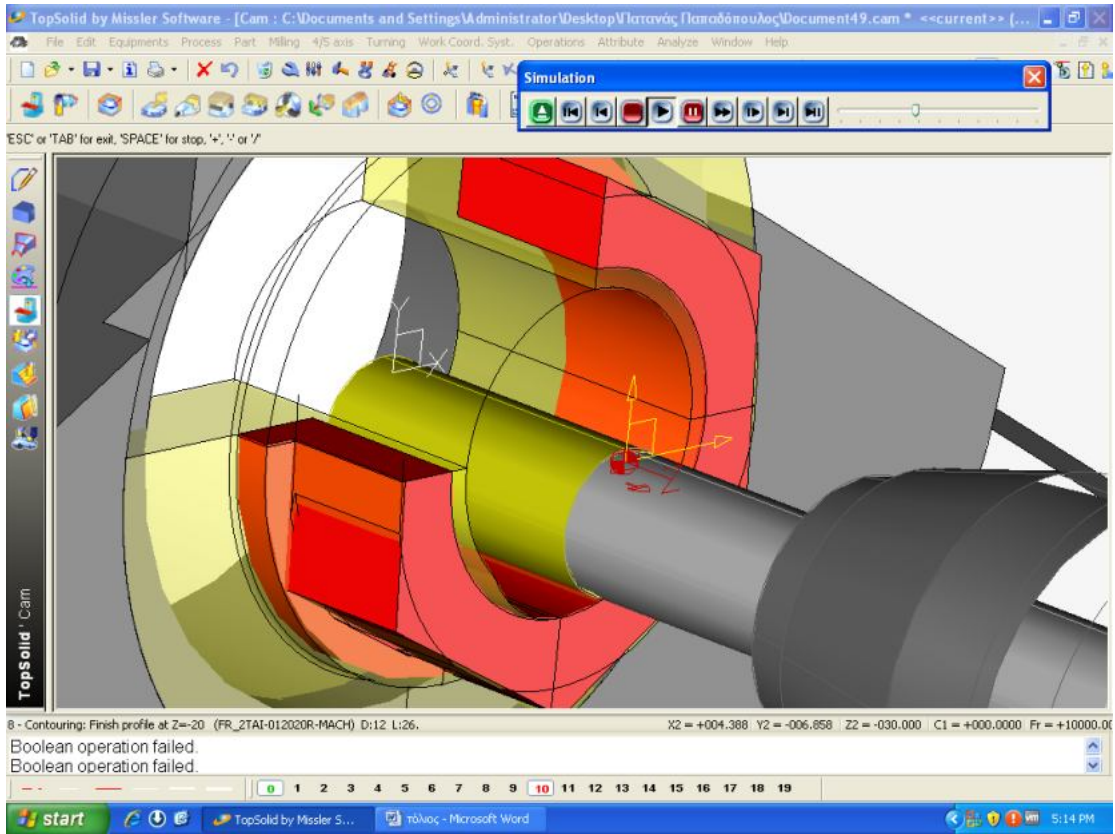 TopSolid by Missler Software - [Cam : C:\Documents and Settings\Administrator\Desktop\Πατανάς Παπαδόπουλος\Document49.cam * <<current>> (...
File Edit Equipments Process Part Milling 4/5 axis Turning Work Coord. Syst. Operations Attribute Analyze Window Help
Simulation
'ESC' or 'TAB' for exit, 'SPACE' for stop, '+', '-' or '/'
Y
X
Z
TopSolid'Cam
8 - Contouring: Finish profile at Z=-20 (FR_2TAI-012020R-MACH) D:12 L:26. X2 = +004.388 Y2 = -006.858 Z2 = -030.000 C1 = +000.0000 Fr = +10000.00
Boolean operation failed.
Boolean operation failed.
0 1 2 3 4 5 6 7 8 9 10 11 12 13 14 15 16 17 18 19
start TopSolid by Missler S... τόλιος - Microsoft Word 5:14 PM